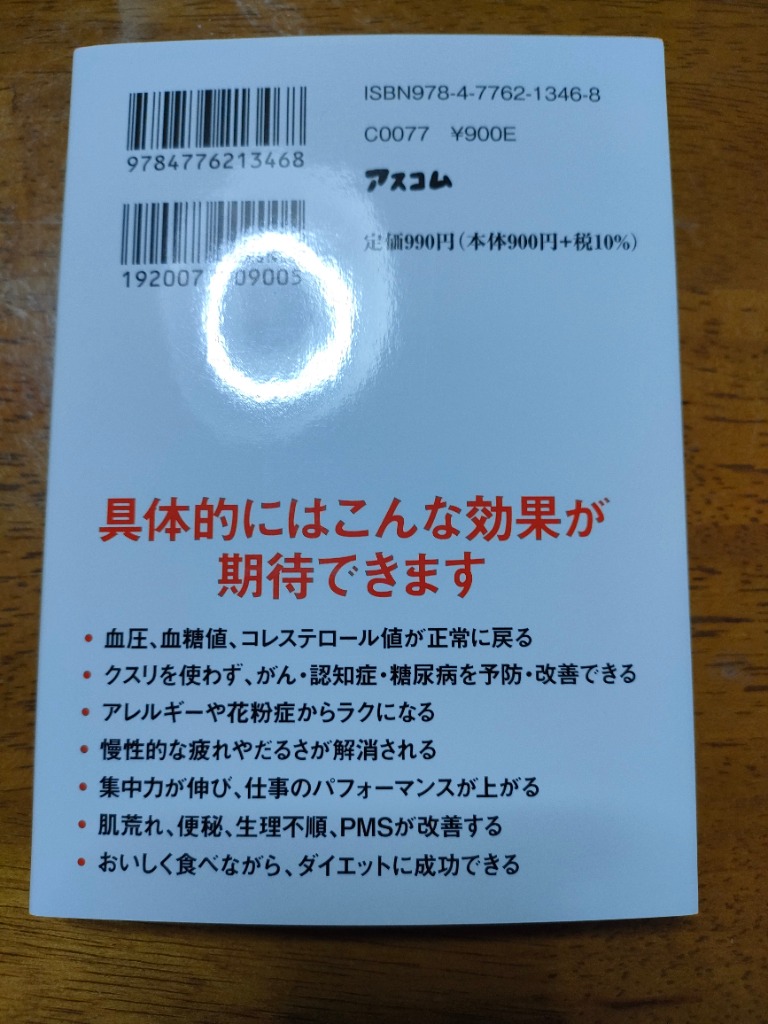 9784776213468
ISBN978-4-7762-1346-8
C0077 ¥900E
アスコム
192007 09005
定価990円(本体900円+税10%)
具体的にはこんな効果が
期待できます
• 血圧、血糖値、コレステロール値が正常に戻る
• クスリを使わず、がん・認知症・糖尿病を予防・改善できる
• アレルギーや花粉症からラクになる
• 慢性的な疲れやだるさが解消される
• 集中力が伸び、仕事のパフォーマンスが上がる
• 肌荒れ、便秘、生理不順、PMSが改善する
• おいしく食べながら、ダイエットに成功できる